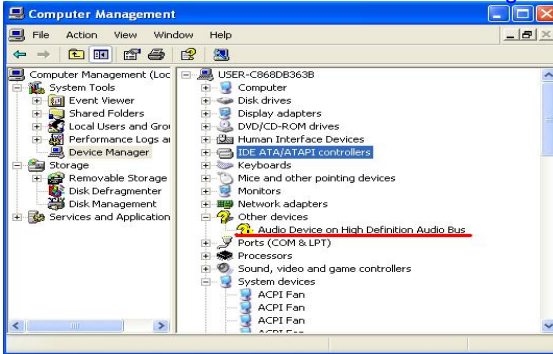 Computer Management
File Action View Window Help
Computer Management (Loc
System Tools
Event Viewer
Shared Folders
Local Users and Grou
Performance Logs a
Device Manager
Storage
Removable Storage
Disk Defragmenter
Disk Management
Services and Application
USER-C868DB363B
Computer
Disk drives
Display adapters
DVD/CD-ROM drives
Human Interface Devices
IDE ATA/ATAPI controllers
Keyboards
Mice and other pointing devices
Monitors
Network adapters
Other devices
Audio Device on High Definition Audio Bus
Ports (COM & LPT)
Processors
Sound, video and game controllers
System devices
ACPI Fan
ACPI Fan
ACPI Fan
ACPI Fan